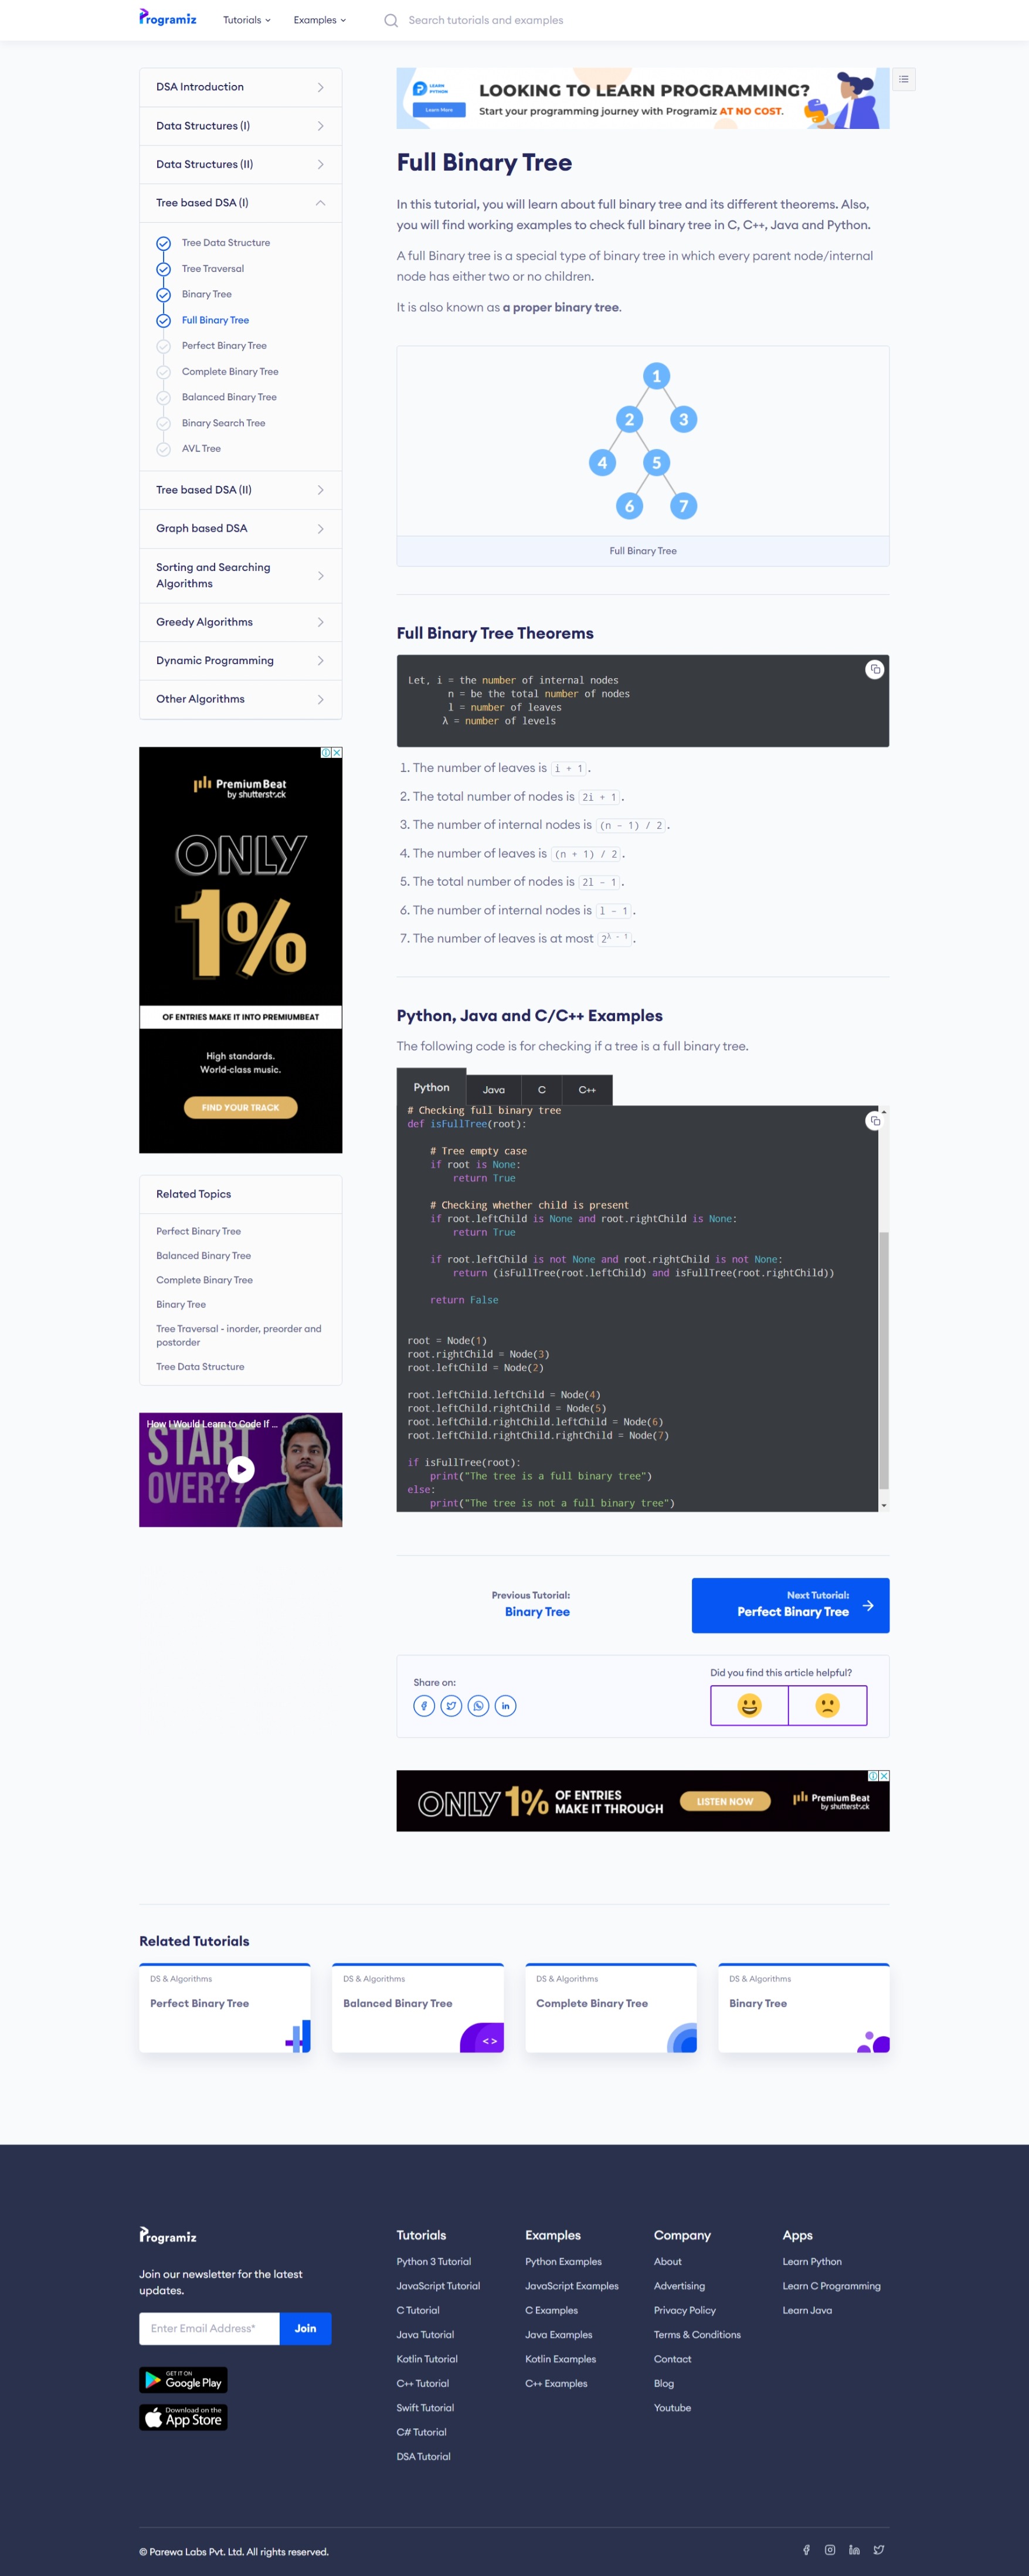 Programiz
Tutorials
Examples
Search tutorials and examples
DSA Introduction
Data Structures (I)
Data Structures (II)
Tree based DSA (I)
Tree Data Structure
Tree Traversal
Binary Tree
Full Binary Tree
Perfect Binary Tree
Complete Binary Tree
Balanced Binary Tree
Binary Search Tree
AVL Tree
Tree based DSA (II)
Graph based DSA
Sorting and Searching
Algorithms
Greedy Algorithms
Dynamic Programming
Other Algorithms
PremiumBeat
by shutterstock
ONLY
1%
OF ENTRIES MAKE IT INTO PREMIUMBEAT
High standards.
World-class music.
FIND YOUR TRACK
Related Topics
Perfect Binary Tree
Balanced Binary Tree
Complete Binary Tree
Binary Tree
Tree Traversal - inorder, preorder and
postorder
Tree Data Structure
How I Would Learn to Code If ...
START
OVER??
LEARN
PYTHON
Learn More
LOOKING TO LEARN PROGRAMMING?
Start your programming journey with Programiz AT NO COST.
Full Binary Tree
In this tutorial, you will learn about full binary tree and its different theorems. Also,
you will find working examples to check full binary tree in C, C++, Java and Python.
A full Binary tree is a special type of binary tree in which every parent node/internal
node has either two or no children.
It is also known as a proper binary tree.
1
2 3
4 5
6 7
Full Binary Tree
Full Binary Tree Theorems
Let, i = the number of internal nodes
n = be the total number of nodes
l = number of leaves
λ = number of levels
1. The number of leaves is i + 1 .
2. The total number of nodes is 2i + 1 .
3. The number of internal nodes is (n – 1) / 2 .
4. The number of leaves is (n + 1) / 2 .
5. The total number of nodes is 2l – 1 .
6. The number of internal nodes is l – 1 .
7. The number of leaves is at most 2^λ - 1 .
Python, Java and C/C++ Examples
The following code is for checking if a tree is a full binary tree.
Python Java C C++
# Checking full binary tree
def isFullTree(root):
# Tree empty case
if root is None:
return True
# Checking whether child is present
if root.leftChild is None and root.rightChild is None:
return True
if root.leftChild is not None and root.rightChild is not None:
return (isFullTree(root.leftChild) and isFullTree(root.rightChild))
return False
root = Node(1)
root.rightChild = Node(3)
root.leftChild = Node(2)
root.leftChild.leftChild = Node(4)
root.leftChild.rightChild = Node(5)
root.leftChild.rightChild.leftChild = Node(6)
root.leftChild.rightChild.rightChild = Node(7)
if isFullTree(root):
print("The tree is a full binary tree")
else:
print("The tree is not a full binary tree")
Previous Tutorial:
Binary Tree
Next Tutorial:
Perfect Binary Tree
Share on:
Did you find this article helpful?
ONLY 1% OF ENTRIES
MAKE IT THROUGH
LISTEN NOW
PremiumBeat
by shutterstock
Related Tutorials
DS & Algorithms
Perfect Binary Tree
DS & Algorithms
Balanced Binary Tree
DS & Algorithms
Complete Binary Tree
DS & Algorithms
Binary Tree
Programiz
Join our newsletter for the latest
updates.
Enter Email Address*
Join
GET IT ON
Google Play
Download on the
App Store
Tutorials
Python 3 Tutorial
JavaScript Tutorial
C Tutorial
Java Tutorial
Kotlin Tutorial
C++ Tutorial
Swift Tutorial
C# Tutorial
DSA Tutorial
Examples
Python Examples
JavaScript Examples
C Examples
Java Examples
Kotlin Examples
C++ Examples
Company
About
Advertising
Privacy Policy
Terms & Conditions
Contact
Blog
Youtube
Apps
Learn Python
Learn C Programming
Learn Java
© Parewa Labs Pvt. Ltd. All rights reserved.